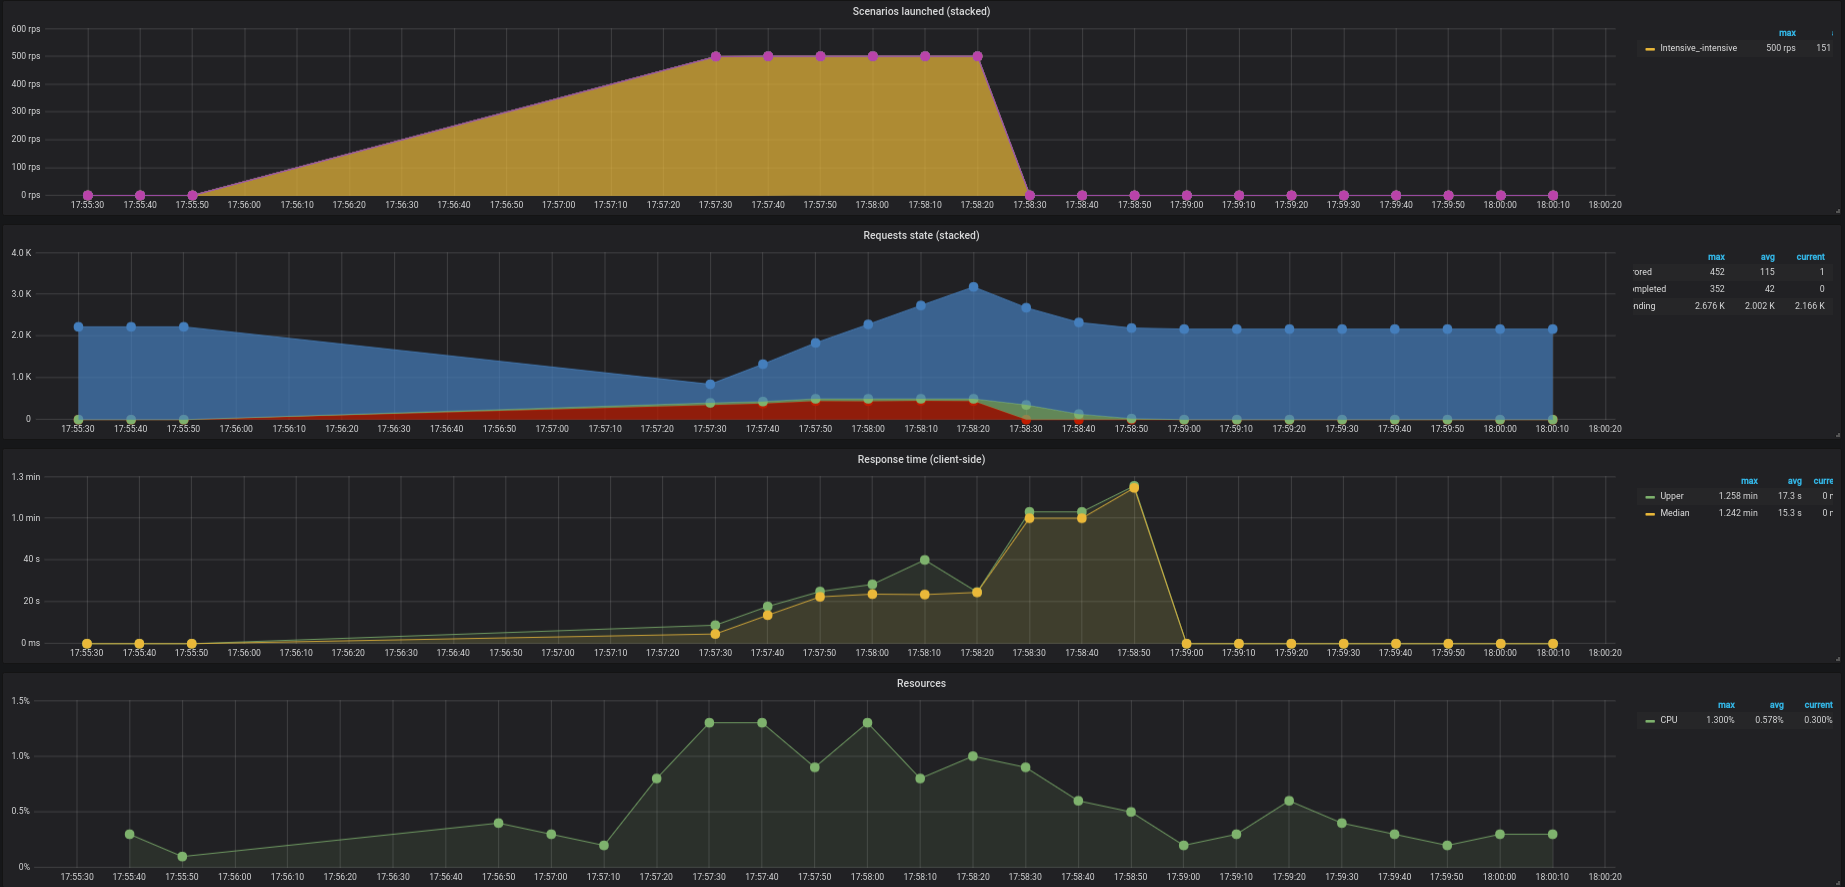 Scenarios launched (stacked)
600 rps
500 rps
400 rps
300 rps
200 rps
100 rps
0 rps
17:55:30 17:55:40 17:55:50 17:56:00 17:56:10 17:56:20 17:56:30 17:56:40 17:56:50 17:57:00 17:57:10 17:57:20 17:57:30 17:57:40 17:57:50 17:58:00 17:58:10 17:58:20 17:58:30 17:58:40 17:58:50 17:59:00 17:59:10 17:59:20 17:59:30 17:59:40 17:59:50 18:00:00 18:00:10 18:00:20
max
Intensive_-intensive 500 rps 151
Requests state (stacked)
4.0 K
3.0 K
2.0 K
1.0 K
0
17:55:30 17:55:40 17:55:50 17:56:00 17:56:10 17:56:20 17:56:30 17:56:40 17:56:50 17:57:00 17:57:10 17:57:20 17:57:30 17:57:40 17:57:50 17:58:00 17:58:10 17:58:20 17:58:30 17:58:40 17:58:50 17:59:00 17:59:10 17:59:20 17:59:30 17:59:40 17:59:50 18:00:00 18:00:10 18:00:20
max avg current
ored 452 115 1
mpleted 352 42 0
nding 2.676 K 2.002 K 2.166 K
Response time (client-side)
1.3 min
1.0 min
40 s
20 s
0 ms
17:55:30 17:55:40 17:55:50 17:56:00 17:56:10 17:56:20 17:56:30 17:56:40 17:56:50 17:57:00 17:57:10 17:57:20 17:57:30 17:57:40 17:57:50 17:58:00 17:58:10 17:58:20 17:58:30 17:58:40 17:58:50 17:59:00 17:59:10 17:59:20 17:59:30 17:59:40 17:59:50 18:00:00 18:00:10 18:00:20
max avg curre
Upper 1.258 min 17.3 s 0 r
Median 1.242 min 15.3 s 0 r
Resources
1.5%
1.0%
0.5%
0%
17:55:30 17:55:40 17:55:50 17:56:00 17:56:10 17:56:20 17:56:30 17:56:40 17:56:50 17:57:00 17:57:10 17:57:20 17:57:30 17:57:40 17:57:50 17:58:00 17:58:10 17:58:20 17:58:30 17:58:40 17:58:50 17:59:00 17:59:10 17:59:20 17:59:30 17:59:40 17:59:50 18:00:00 18:00:10 18:00:20
max avg current
CPU 1.300% 0.578% 0.300%